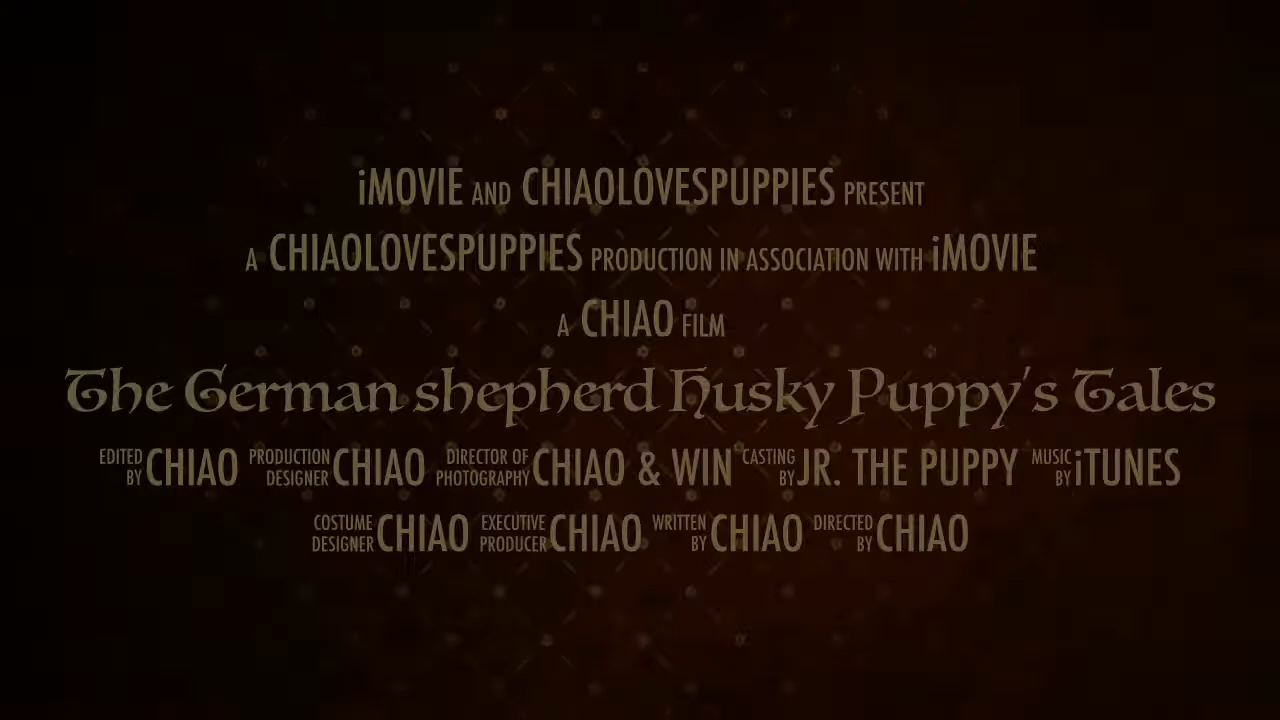 iMOVIE AND CHIAOLOVESPUPPIES PRESENT
A CHIAOLOVESPUPPIES PRODUCTION IN ASSOCIATION WITH iMOVIE
A CHIAO FILM
The German shepherd Husky Puppy's Tales
EDITED BY CHIAO PRODUCTION DESIGNER CHIAO DIRECTOR OF PHOTOGRAPHY CHIAO & WIN CASTING BY JR. THE PUPPY MUSIC BY iTUNES
COSTUME DESIGNER CHIAO EXECUTIVE PRODUCER CHIAO WRITTEN BY CHIAO DIRECTED BY CHIAO